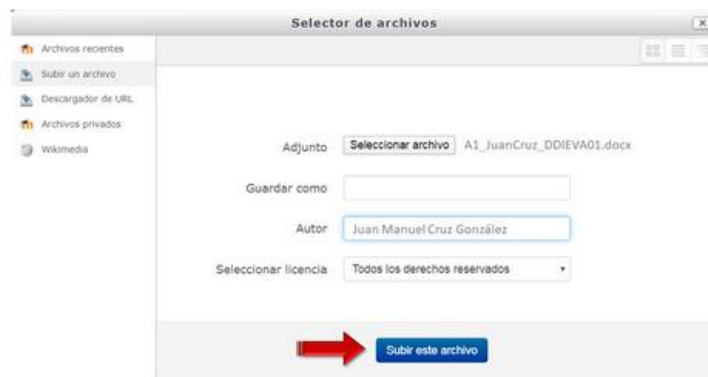 Selector de archivos
Archivos recientes
Subir un archivo
Descargador de URL
Archivos privados
Wikimedia
Adjunto Seleccionar archivo A1_JuanCruz_DDIEVA01.docx
Guardar como
Autor Juan Manuel Cruz González
Seleccionar licencia Todos los derechos reservados
Subir este archivo